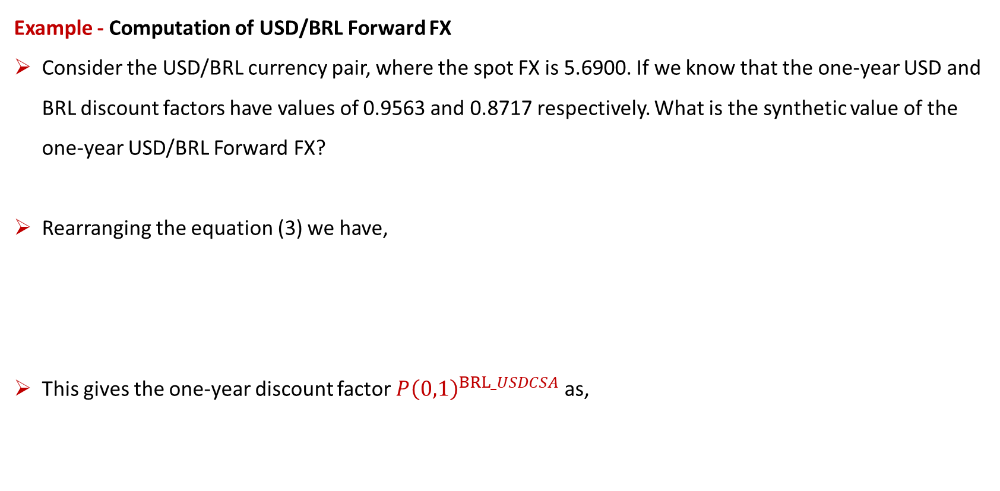 Example - Computation of USD/BRL Forward FX
➢ Consider the USD/BRL currency pair, where the spot FX is 5.6900. If we know that the one-year USD and
BRL discount factors have values of 0.9563 and 0.8717 respectively. What is the synthetic value of the
one-year USD/BRL Forward FX?
➢ Rearranging the equation (3) we have,
➢ This gives the one-year discount factor P(0,1)^BRL_USDCSA as,